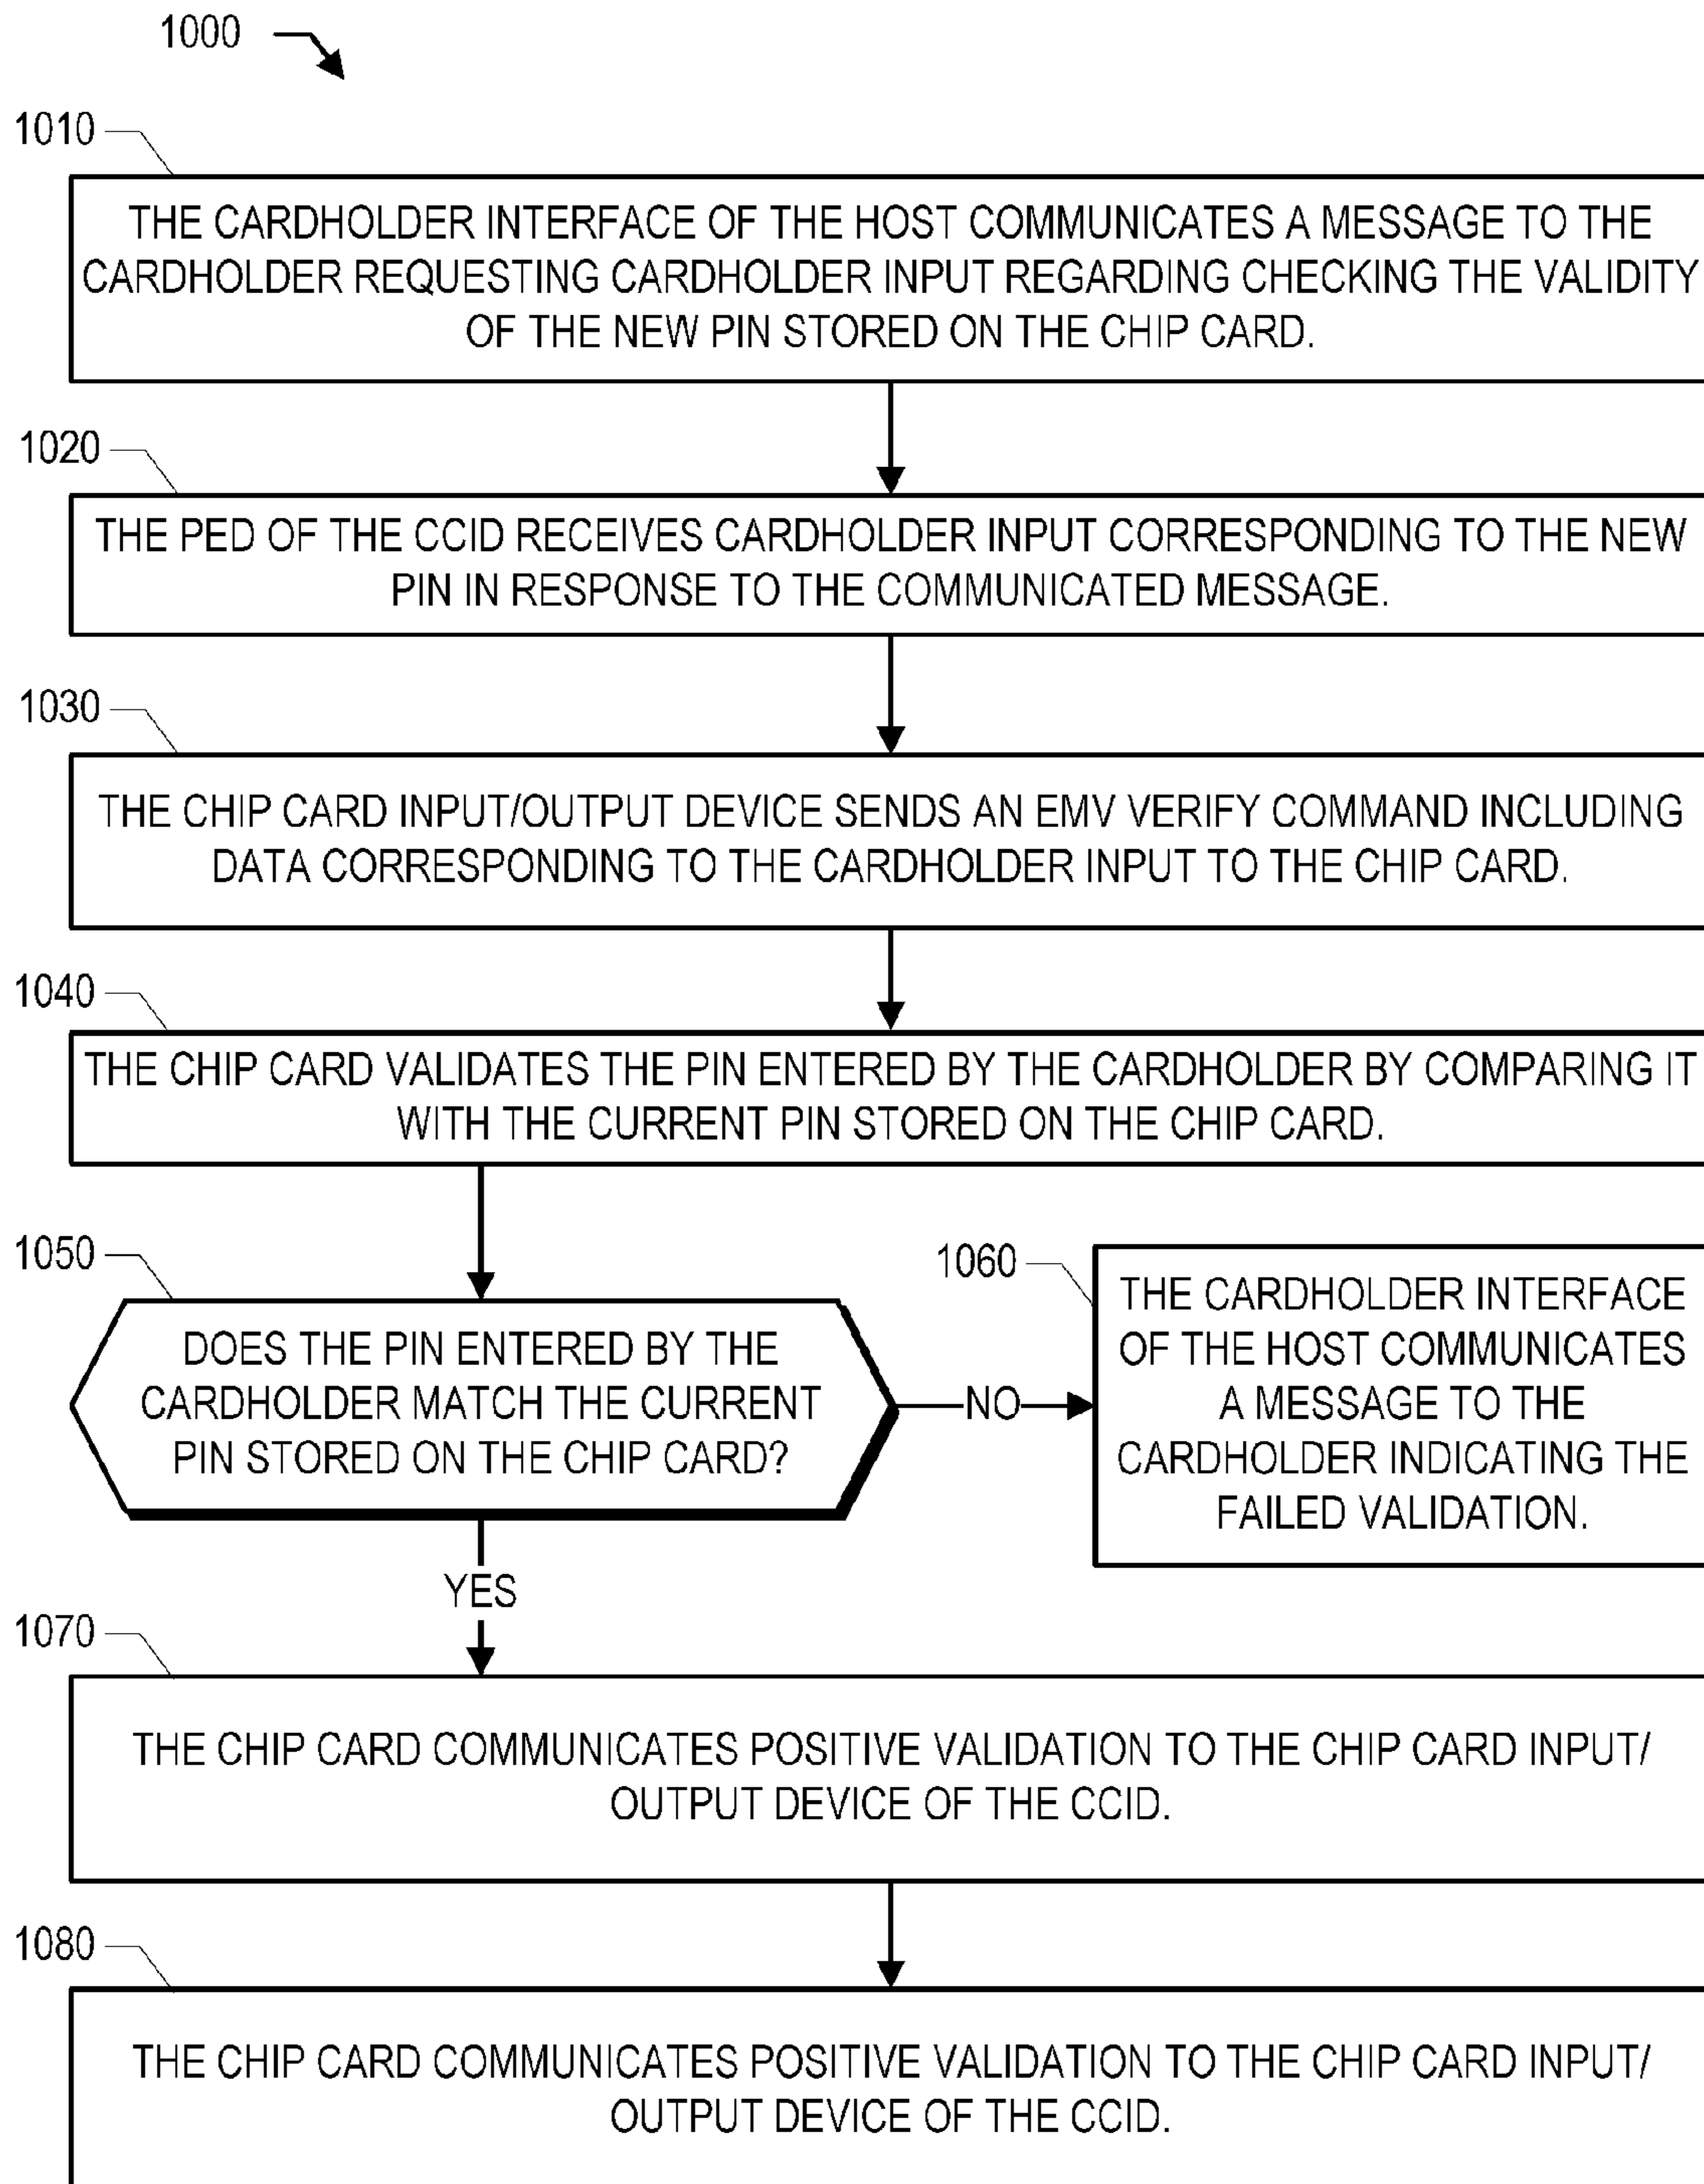 1000
1010
THE CARDHOLDER INTERFACE OF THE HOST COMMUNICATES A MESSAGE TO THE
CARDHOLDER REQUESTING CARDHOLDER INPUT REGARDING CHECKING THE VALIDITY
OF THE NEW PIN STORED ON THE CHIP CARD.
1020
THE PED OF THE CCID RECEIVES CARDHOLDER INPUT CORRESPONDING TO THE NEW
PIN IN RESPONSE TO THE COMMUNICATED MESSAGE.
1030
THE CHIP CARD INPUT/OUTPUT DEVICE SENDS AN EMV VERIFY COMMAND INCLUDING
DATA CORRESPONDING TO THE CARDHOLDER INPUT TO THE CHIP CARD.
1040
THE CHIP CARD VALIDATES THE PIN ENTERED BY THE CARDHOLDER BY COMPARING IT
WITH THE CURRENT PIN STORED ON THE CHIP CARD.
1050
DOES THE PIN ENTERED BY THE
CARDHOLDER MATCH THE CURRENT
PIN STORED ON THE CHIP CARD?
NO
1060
THE CARDHOLDER INTERFACE
OF THE HOST COMMUNICATES
A MESSAGE TO THE
CARDHOLDER INDICATING THE
FAILED VALIDATION.
YES
1070
THE CHIP CARD COMMUNICATES POSITIVE VALIDATION TO THE CHIP CARD INPUT/
OUTPUT DEVICE OF THE CCID.
1080
THE CHIP CARD COMMUNICATES POSITIVE VALIDATION TO THE CHIP CARD INPUT/
OUTPUT DEVICE OF THE CCID.